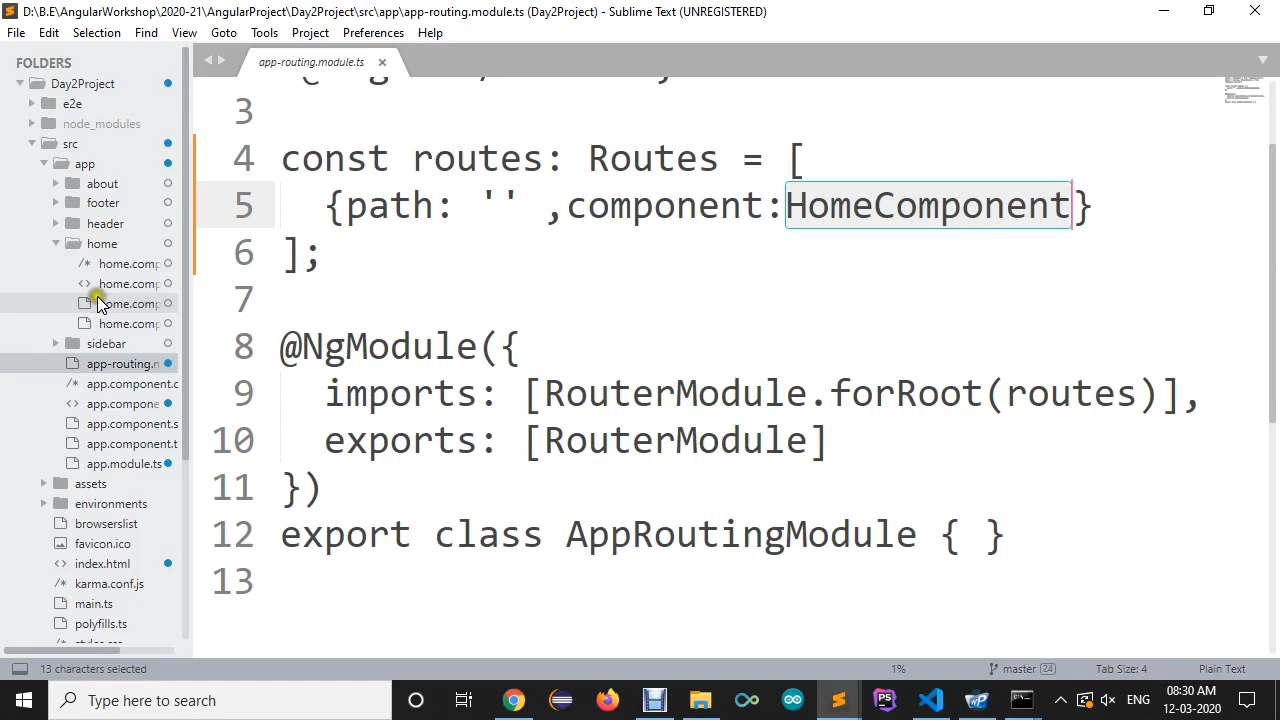 D:\B.E\AngularWorkshop\2020-21\AngularProject\Day2Project\src\app\app-routing.module.ts (Day2Project) - Sublime Text (UNREGISTERED)
File Edit Selection Find View Goto Tools Project Preferences Help
FOLDERS
Day2Project
e2e
node_modules
src
app
about
footer
header
home
home.comp
home.comp
home.comp
home.comp
sidebar
app-routing.n
app.component.c
app.compone
app.component.s
app.component.t
app.module.ts
assets
environments
browserslist
favicon.ico
index.html
karma.conf.js
main.ts
polyfills.ts
app-routing.module.ts
3
4 const routes: Routes = [
5 {path: '' ,component:HomeComponent}
6 ];
7
8 @NgModule({
9 imports: [RouterModule.forRoot(routes)],
10 exports: [RouterModule]
11 })
12 export class AppRoutingModule { }
13
13 characters selected 1% master 24 Tab Size: 4 Plain Text
Type here to search ENG 08:30 AM
12-03-2020